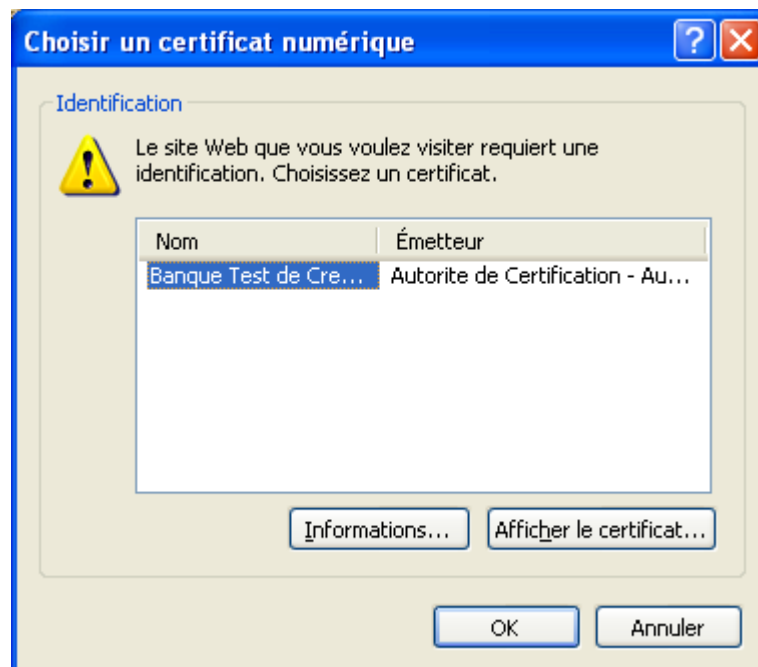 Choisir un certificat numérique
Identification
Le site Web que vous voulez visiter requiert une
identification. Choisissez un certificat.
Nom Émetteur
Banque Test de Cre... Autorite de Certification - Au...
Informations... Afficher le certificat...
OK Annuler